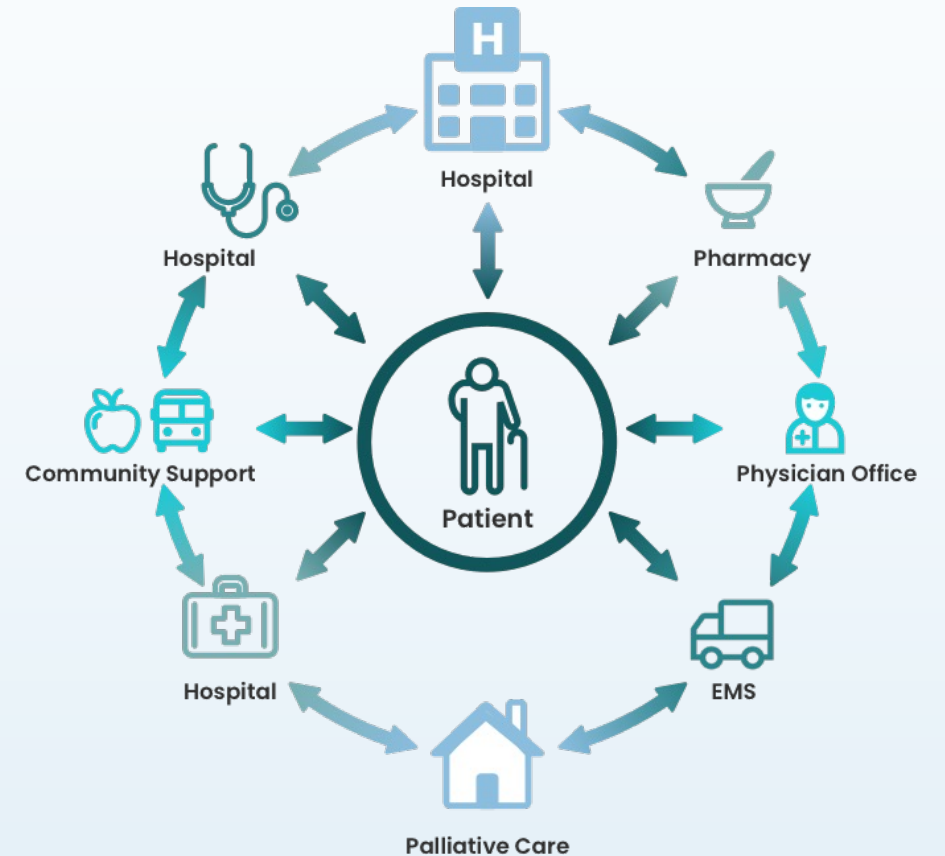 H
Hospital
Hospital
Pharmacy
Community Support
Patient
Physician Office
Hospital
EMS
Palliative Care